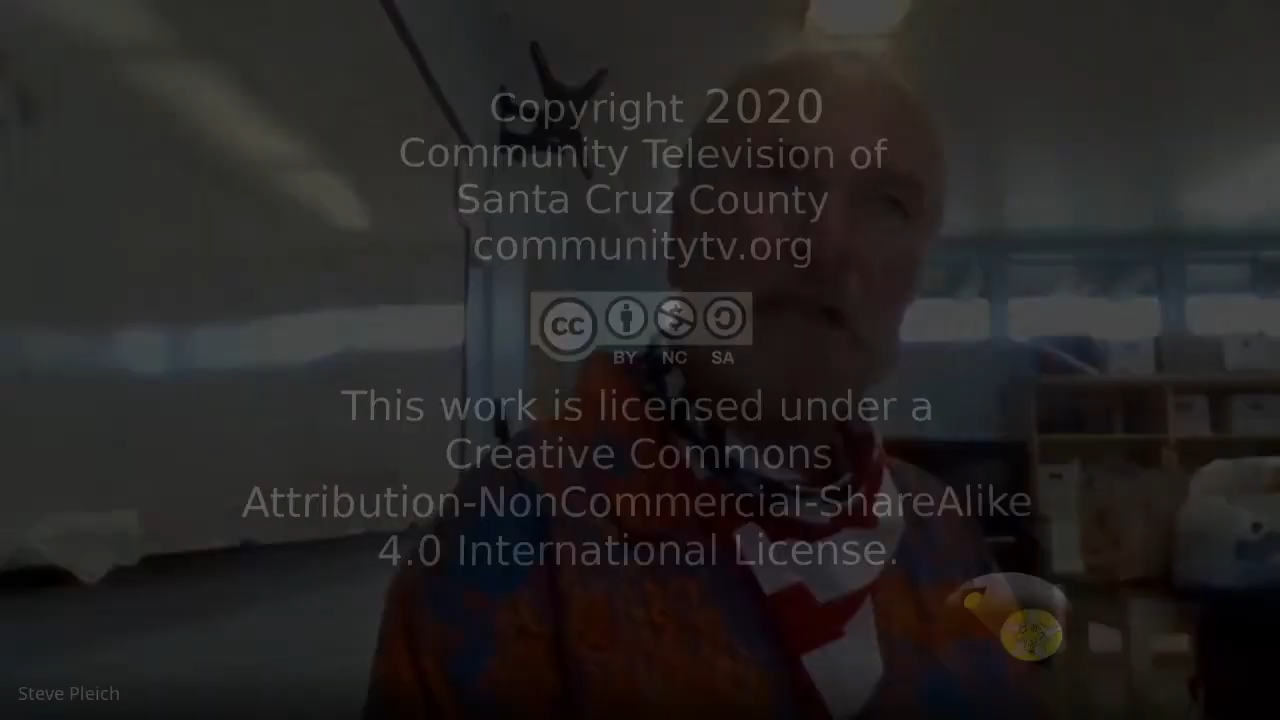 Copyright 2020
Community Television of
Santa Cruz County
communitytv.org
cc
BY NC SA
This work is licensed under a
Creative Commons
Attribution-NonCommercial-ShareAlike
4.0 International License.
Steve Pleich